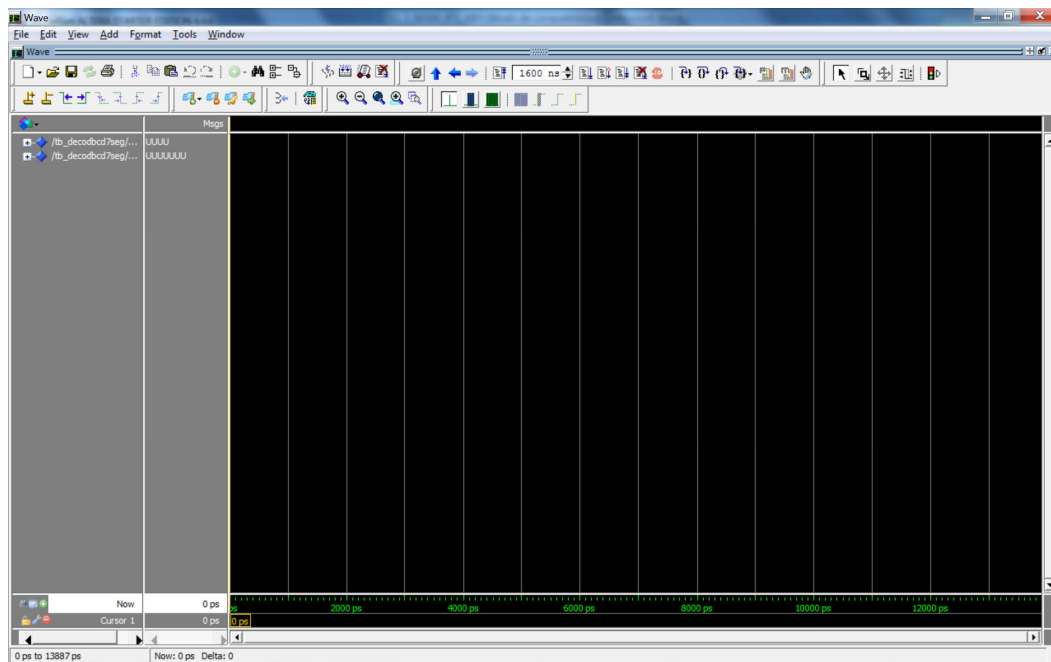 Wave
File Edit View Add Format Tools Window
Wave
1600 ns
Msgs
/tb_decodbcd7seg/... UUUU
/tb_decodbcd7seg/... UUUUUUU
Now 0 ps
ps 2000 ps 4000 ps 6000 ps 8000 ps 10000 ps 12000 ps
Cursor 1 0 ps 0 ps
0 ps to 13887 ps Now: 0 ps Delta: 0